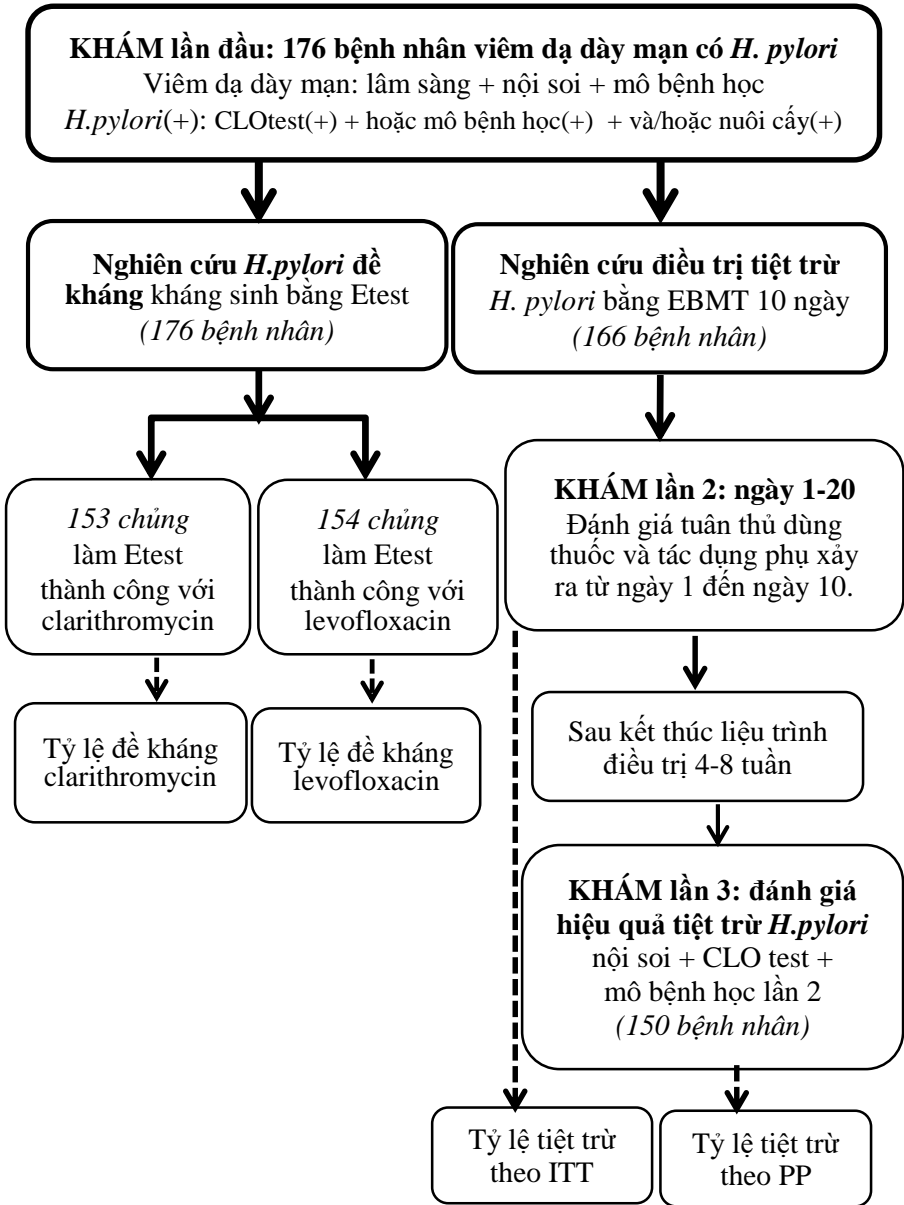 KHÁM lần đầu: 176 bệnh nhân viêm dạ dày mạn có H. pylori
Viêm dạ dày mạn: lâm sàng + nội soi + mô bệnh học
H.pylori(+): CLOtest(+) + hoặc mô bệnh học(+) + và/hoặc nuôi cấy(+)
Nghiên cứu H.pylori đề
kháng kháng sinh bằng Etest
(176 bệnh nhân)
Nghiên cứu điều trị tiệt trừ
H. pylori bằng EBMT 10 ngày
(166 bệnh nhân)
153 chủng
làm Etest
thành công với
clarithromycin
154 chủng
làm Etest
thành công với
levofloxacin
Tỷ lệ đề kháng
clarithromycin
Tỷ lệ đề kháng
levofloxacin
KHÁM lần 2: ngày 1-20
Đánh giá tuân thủ dùng
thuốc và tác dụng phụ xảy
ra từ ngày 1 đến ngày 10.
Sau kết thúc liệu trình
điều trị 4-8 tuần
KHÁM lần 3: đánh giá
hiệu quả tiệt trừ H.pylori
nội soi + CLO test +
mô bệnh học lần 2
(150 bệnh nhân)
Tỷ lệ tiệt trừ
theo ITT
Tỷ lệ tiệt trừ
theo PP